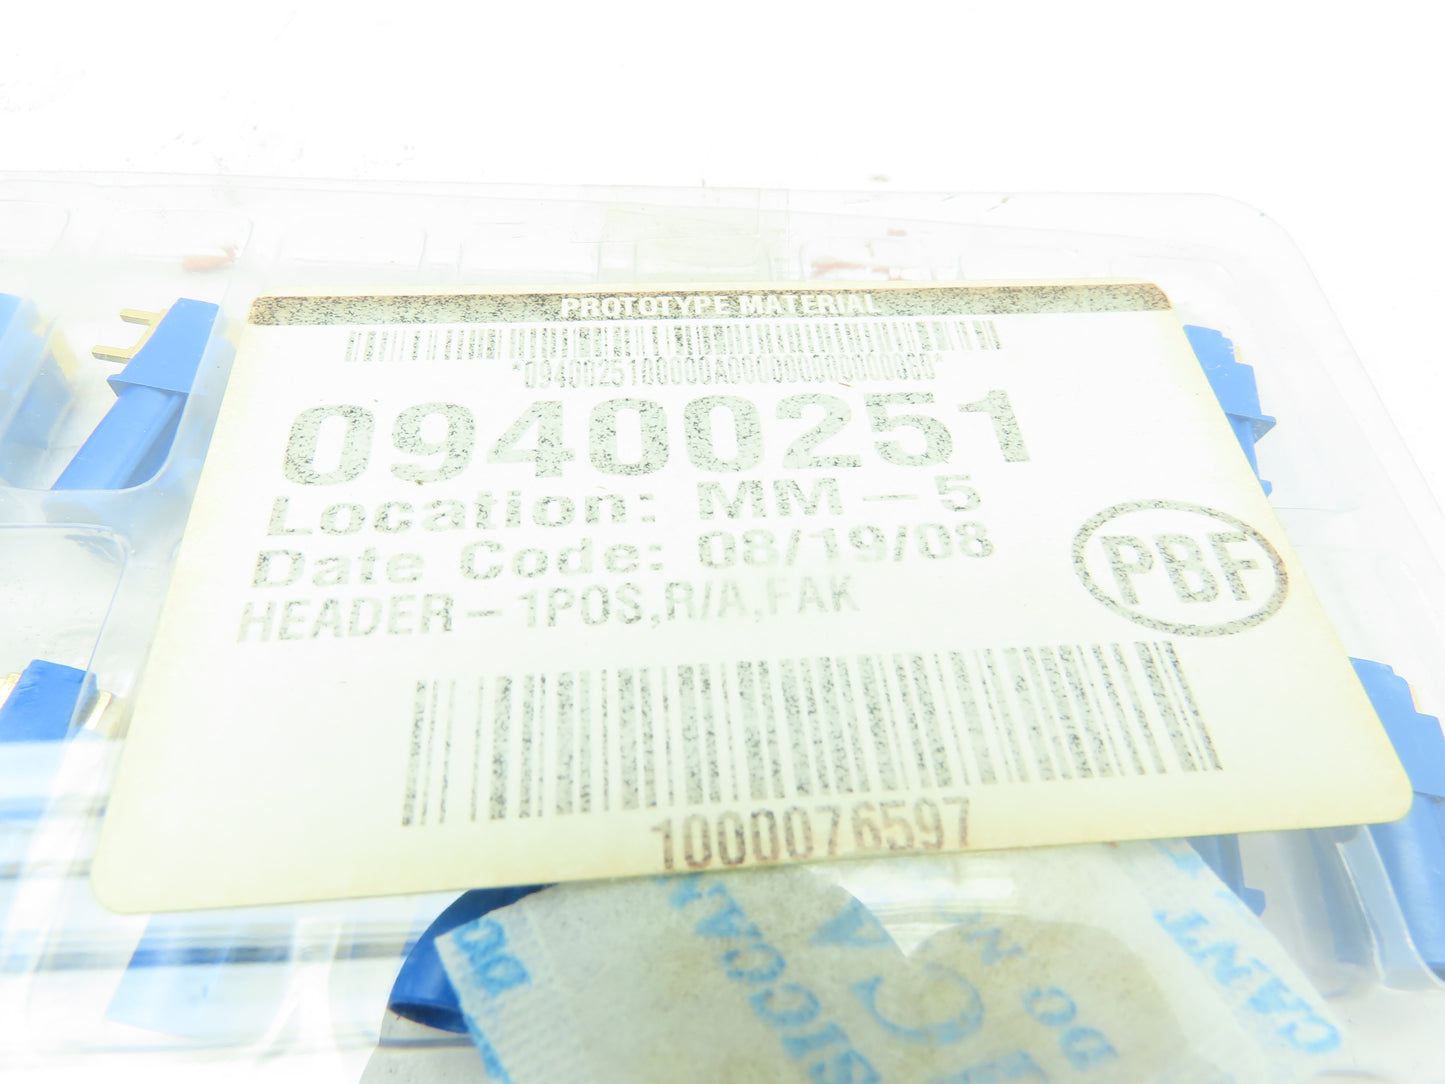 PROTOTYPE MATERIAL
09400251
Location: MM-5
Date Code: 08/19/08
HEADER-1POS,R/A,FAK
PBF
1000076597